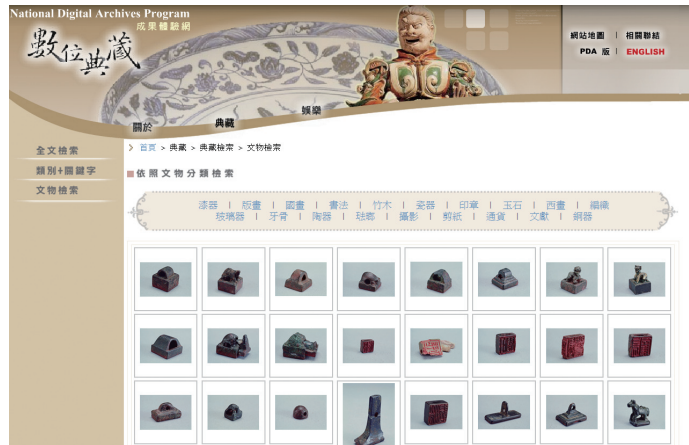 National Digital Archives Program
成果體驗網
數位典藏
網站地圖 | 相關聯結
PDA 版 | ENGLISH
關於
典藏
娛樂
全文檢索
類別+關鍵字
文物檢索
首頁 > 典藏 > 典藏檢索 > 文物檢索
依照文物分類檢索
漆器 | 版畫 | 國畫 | 書法 | 竹木 | 瓷器 | 印章 | 玉石 | 西畫 | 編織
玻璃器 | 牙骨 | 陶器 | 琺瑯 | 攝影 | 剪紙 | 通貨 | 文獻 | 銅器